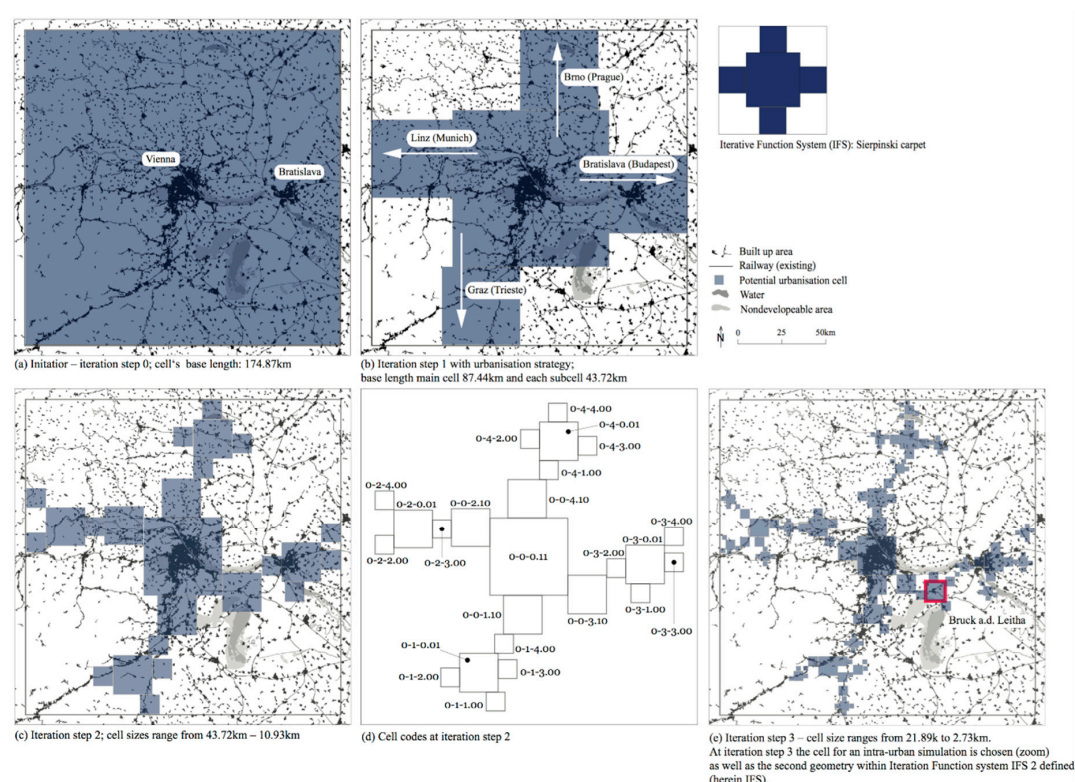 Vienna
Bratislava
(a) Initatior – iteration step 0; cell's base length: 174.87km
Brno (Prague)
Linz (Munich)
Bratislava (Budapest)
Graz (Trieste)
(b) Iteration step 1 with urbanisation strategy;
base length main cell 87.44km and each subcell 43.72km
Iterative Function System (IFS): Sierpinski carpet
Built up area
Railway (existing)
Potential urbanisation cell
Water
Nondevelopeable area
N
0 25 50km
(c) Iteration step 2; cell sizes range from 43.72km – 10.93km
0-4-4.00
0-4-0.01
0-4-2.00
0-4-3.00
0-4-1.00
0-2-4.00
0-2-0.01
0-0-2.10
0-0-4.10
0-3-4.00
0-3-0.01
0-3-2.00
0-0-0.11
0-2-2.00
0-2-3.00
0-3-1.00
0-0-1.10
0-0-3.10
0-3-3.00
0-1-0.01
0-1-4.00
0-1-2.00
0-1-3.00
0-1-1.00
(d) Cell codes at iteration step 2
Bruck a.d. Leitha
(e) Iteration step 3 – cell size ranges from 21.89k to 2.73km.
At iteration step 3 the cell for an intra-urban simulation is chosen (zoom)
as well as the second geometry within Iteration Function system IFS 2 defined
(herein IFS)